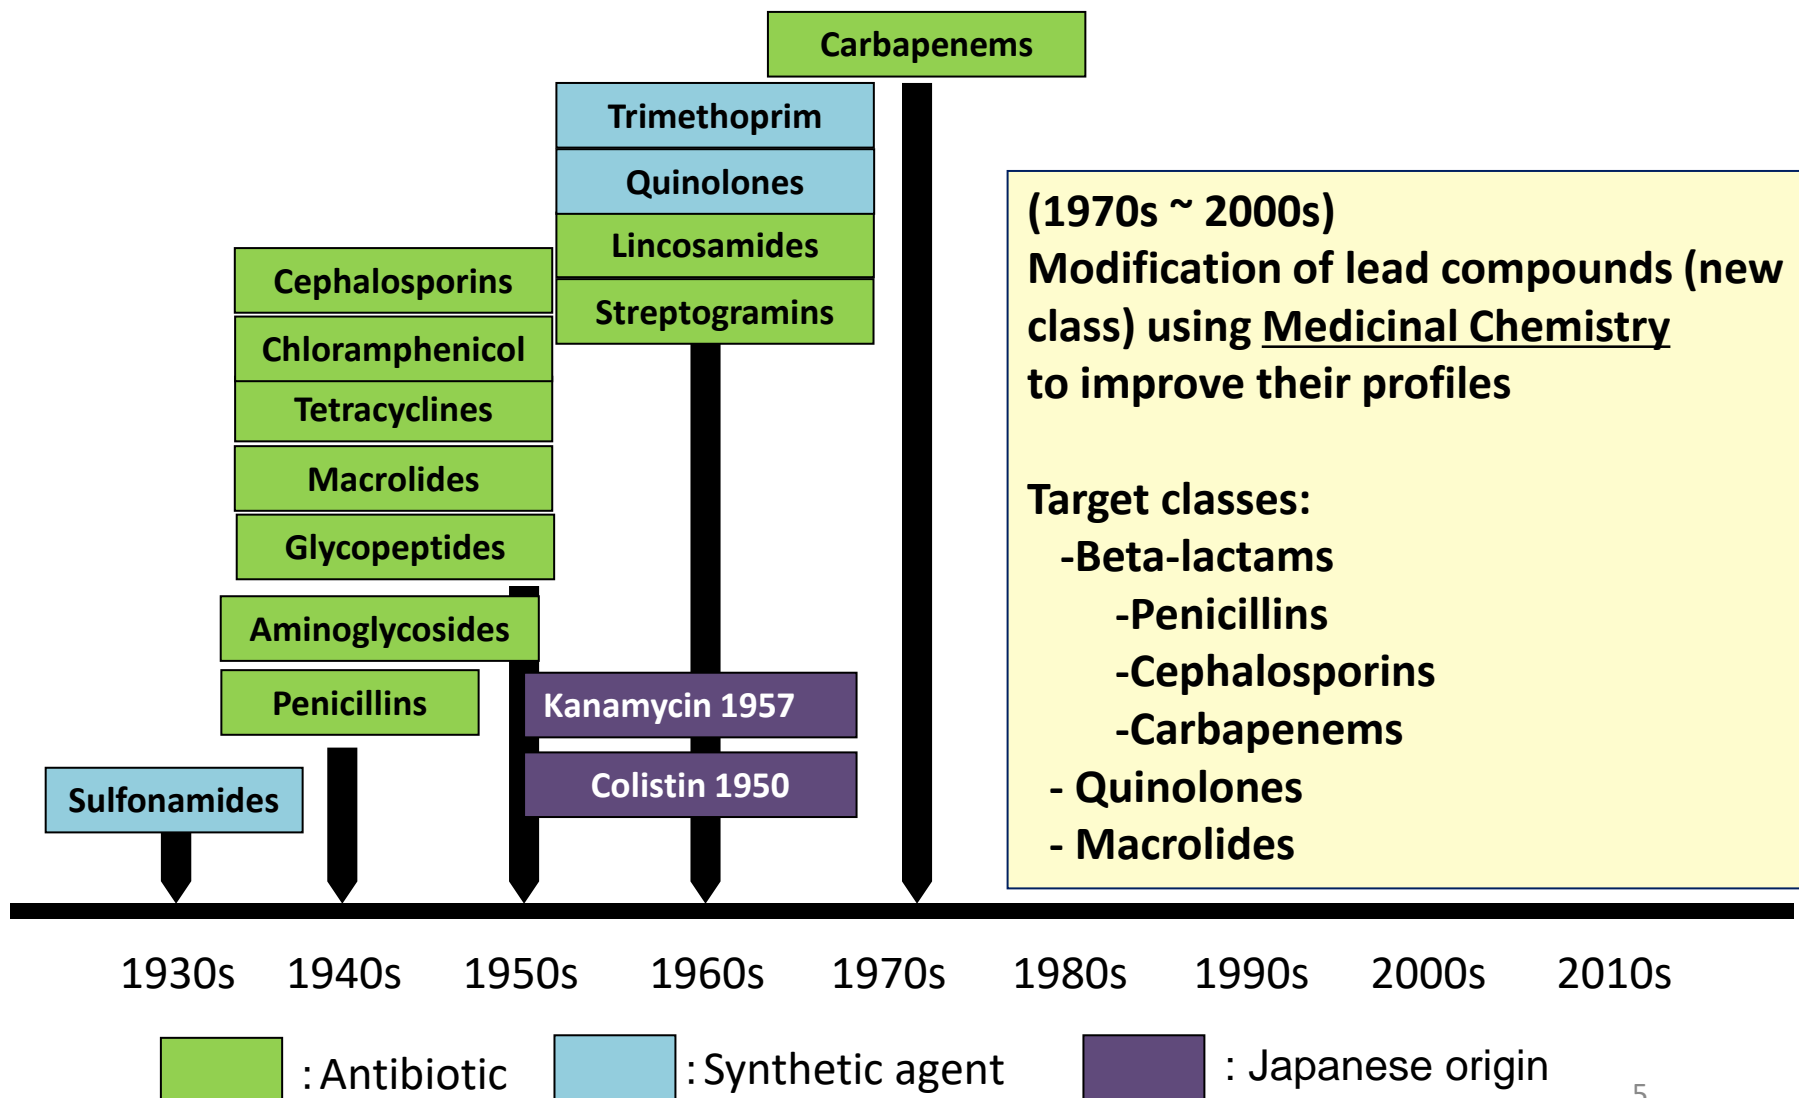 Carbapenems
Trimethoprim
Quinolones
Lincosamides
Streptogramins
Cephalosporins
Chloramphenicol
Tetracyclines
Macrolides
Glycopeptides
Aminoglycosides
Penicillins
Sulfonamides
Kanamycin 1957
Colistin 1950
(1970s ~ 2000s)
Modification of lead compounds (new
class) using Medicinal Chemistry
to improve their profiles
Target classes:
-Beta-lactams
-Penicillins
-Cephalosporins
-Carbapenems
- Quinolones
- Macrolides
1930s 1940s 1950s 1960s 1970s 1980s 1990s 2000s 2010s
: Antibiotic : Synthetic agent : Japanese origin
5